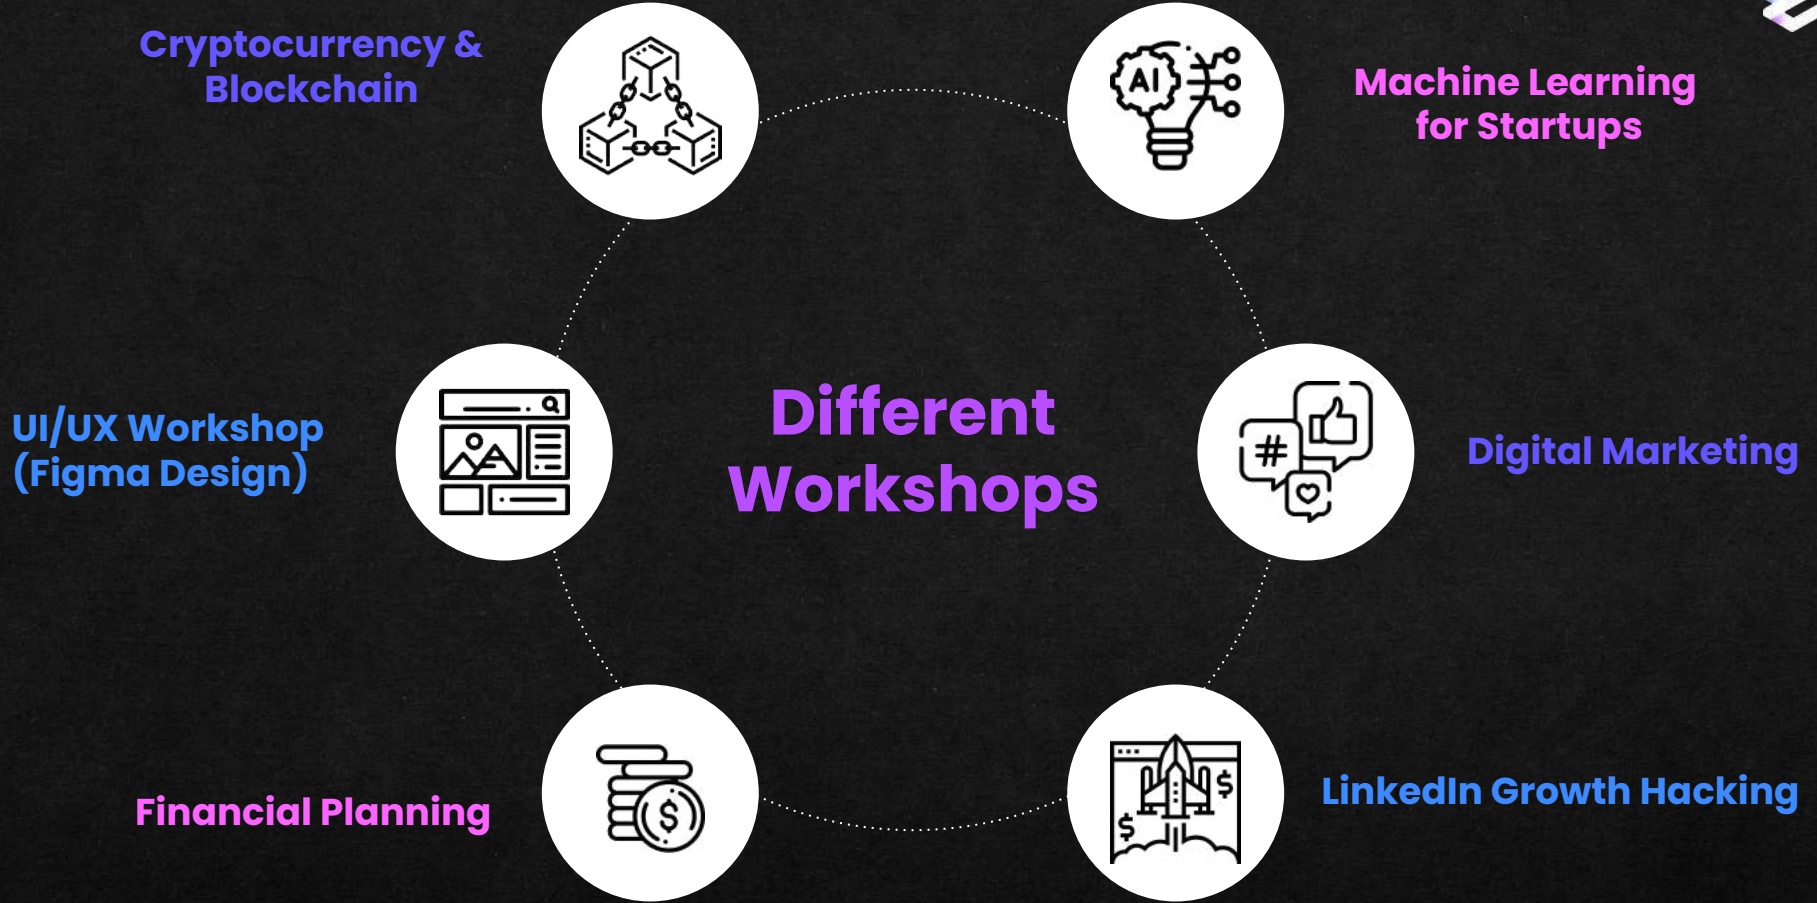 Cryptocurrency &
Blockchain
AI
Machine Learning
for Startups
UI/UX Workshop
(Figma Design)
Different
Workshops
#
Digital Marketing
Financial Planning
$
$
$
LinkedIn Growth Hacking